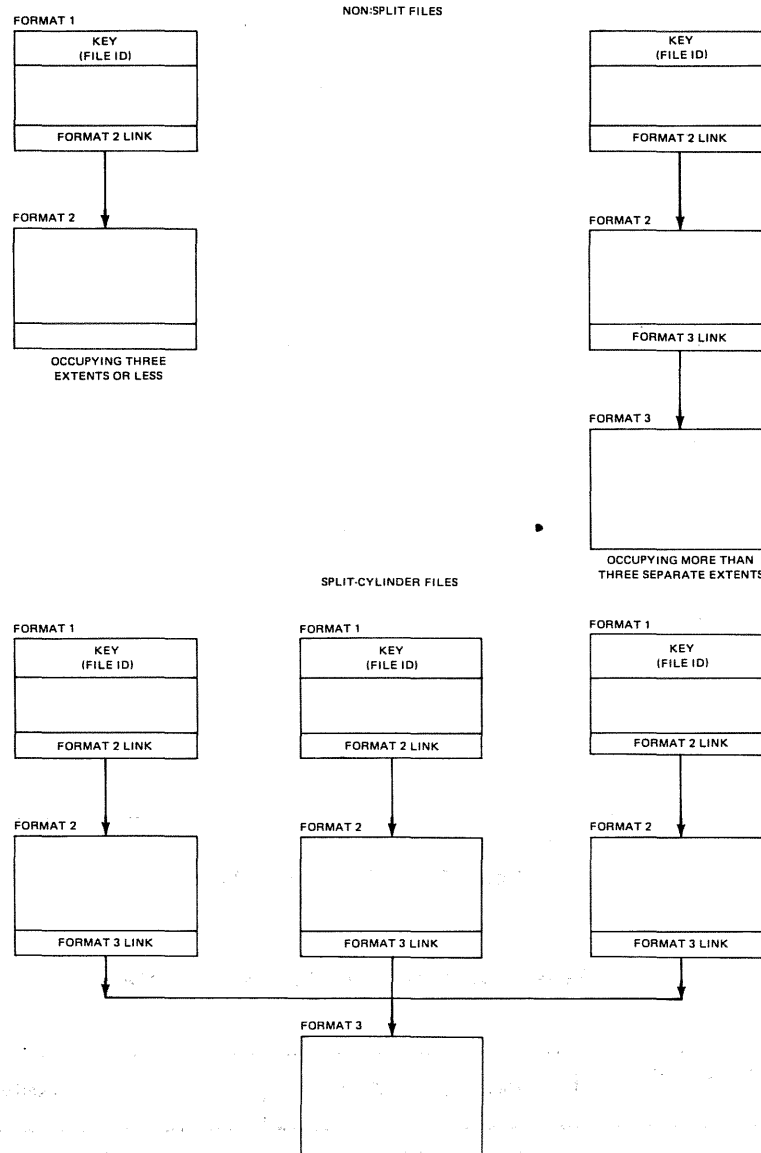 NON:SPLIT FILES
FORMAT 1
KEY
(FILE ID)
FORMAT 2 LINK
FORMAT 2
OCCUPYING THREE
EXTENTS OR LESS
KEY
(FILE ID)
FORMAT 2 LINK
FORMAT 2
FORMAT 3 LINK
FORMAT 3
OCCUPYING MORE THAN
THREE SEPARATE EXTENTS
SPLIT-CYLINDER FILES
FORMAT 1
KEY
(FILE ID)
FORMAT 2 LINK
FORMAT 2
FORMAT 3 LINK
FORMAT 1
KEY
(FILE ID)
FORMAT 2 LINK
FORMAT 2
FORMAT 3 LINK
FORMAT 1
KEY
(FILE ID)
FORMAT 2 LINK
FORMAT 2
FORMAT 3 LINK
FORMAT 3